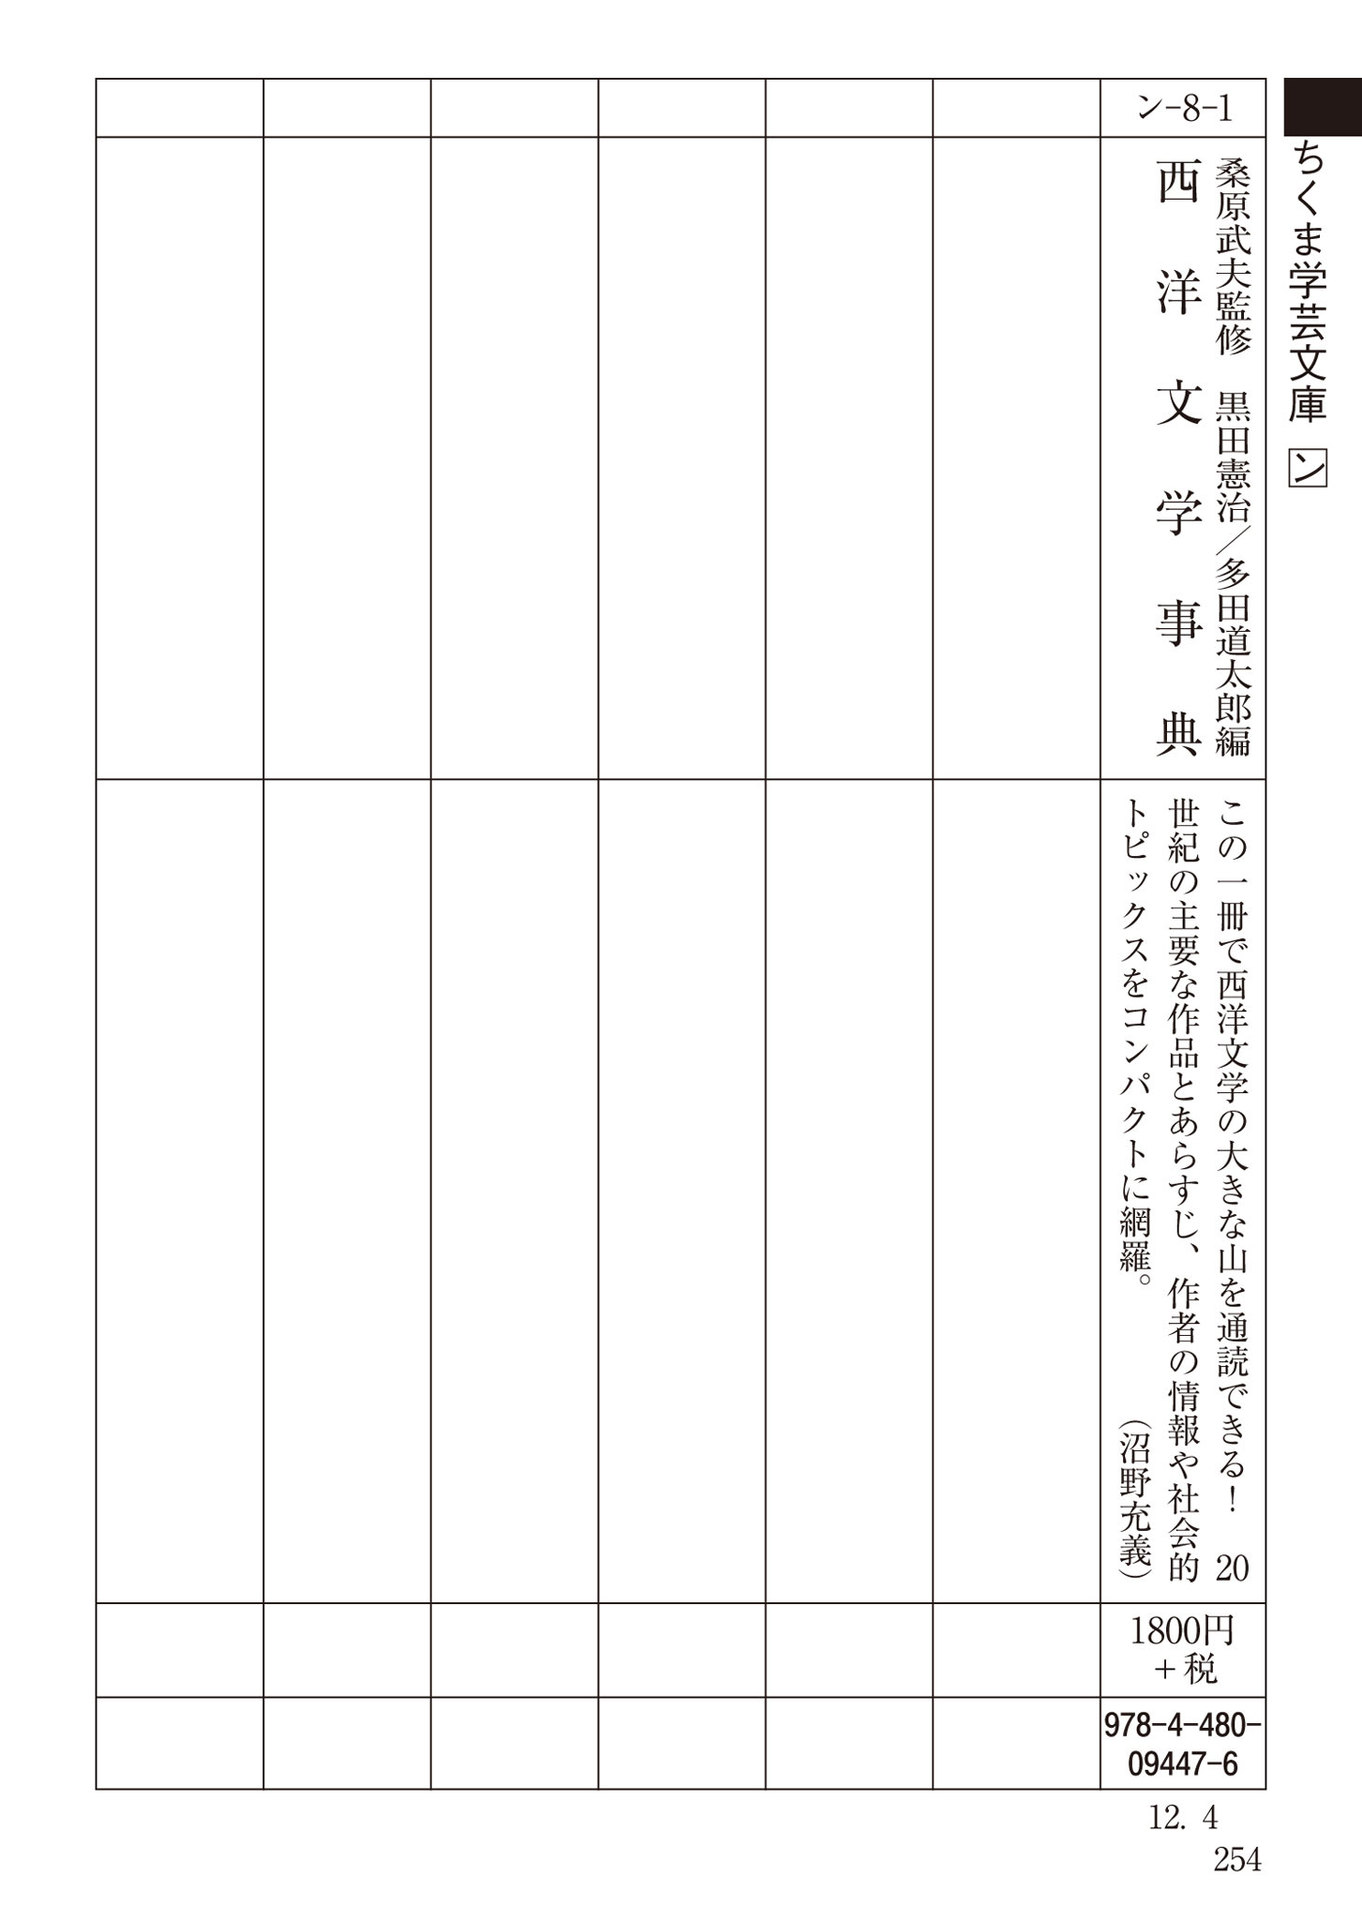 ちくま学芸文庫 ン
ン-8-1
桑原武夫監修　黒田憲治／多田道太郎編
西洋文学事典
この一冊で西洋文学の大きな山を通読できる！　20
世紀の主要な作品とあらすじ、作者の情報や社会的
トピックスをコンパクトに網羅。　（沼野充義）
1800円
＋税
978-4-480-
09447-6
12. 4
254